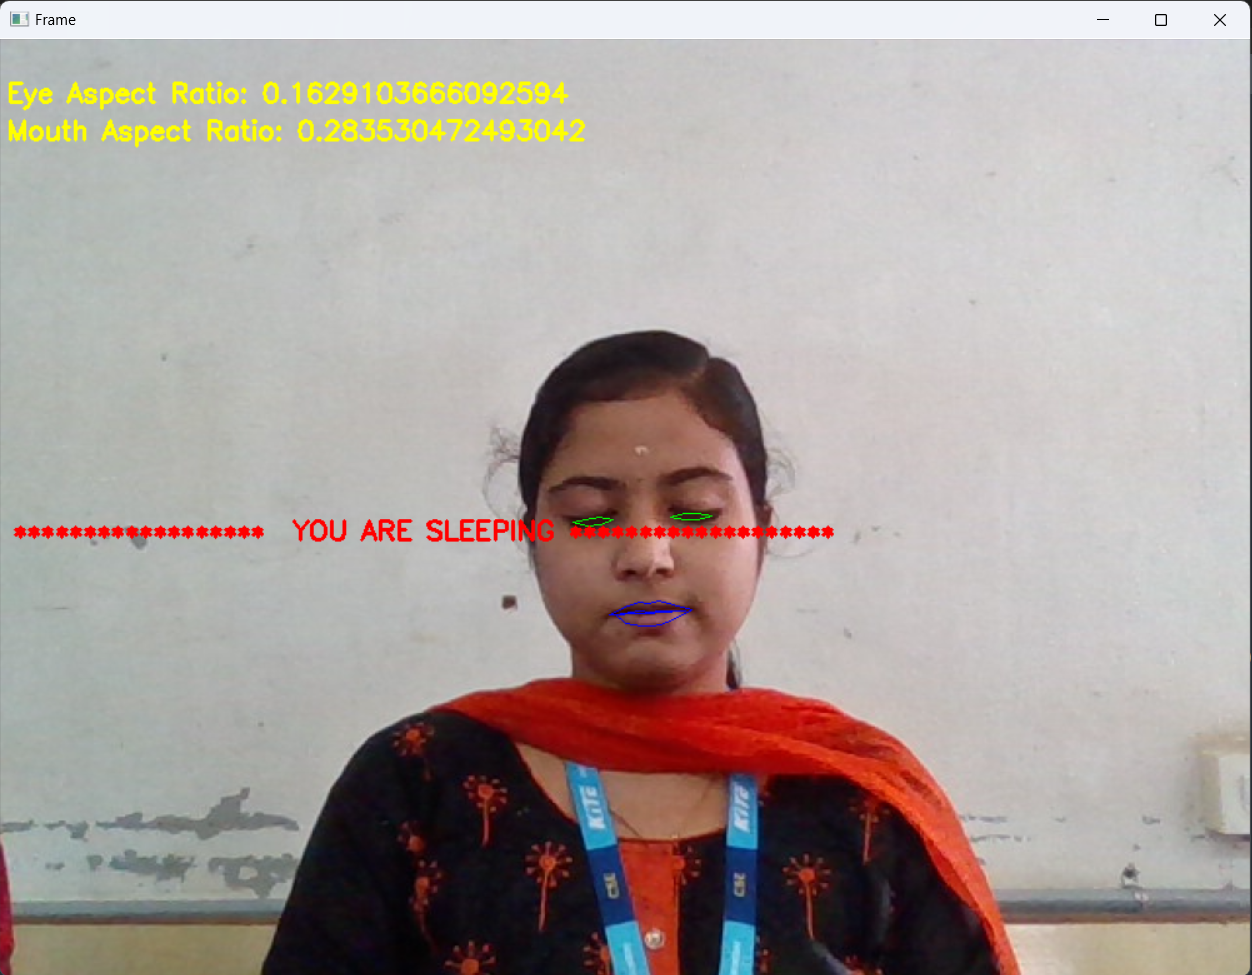 Frame
Eye Aspect Ratio: 0.1629103666092594
Mouth Aspect Ratio: 0.283530472493042
****************** YOU ARE SLEEPING *******************
KiTE
KiTE
CSE
CSE